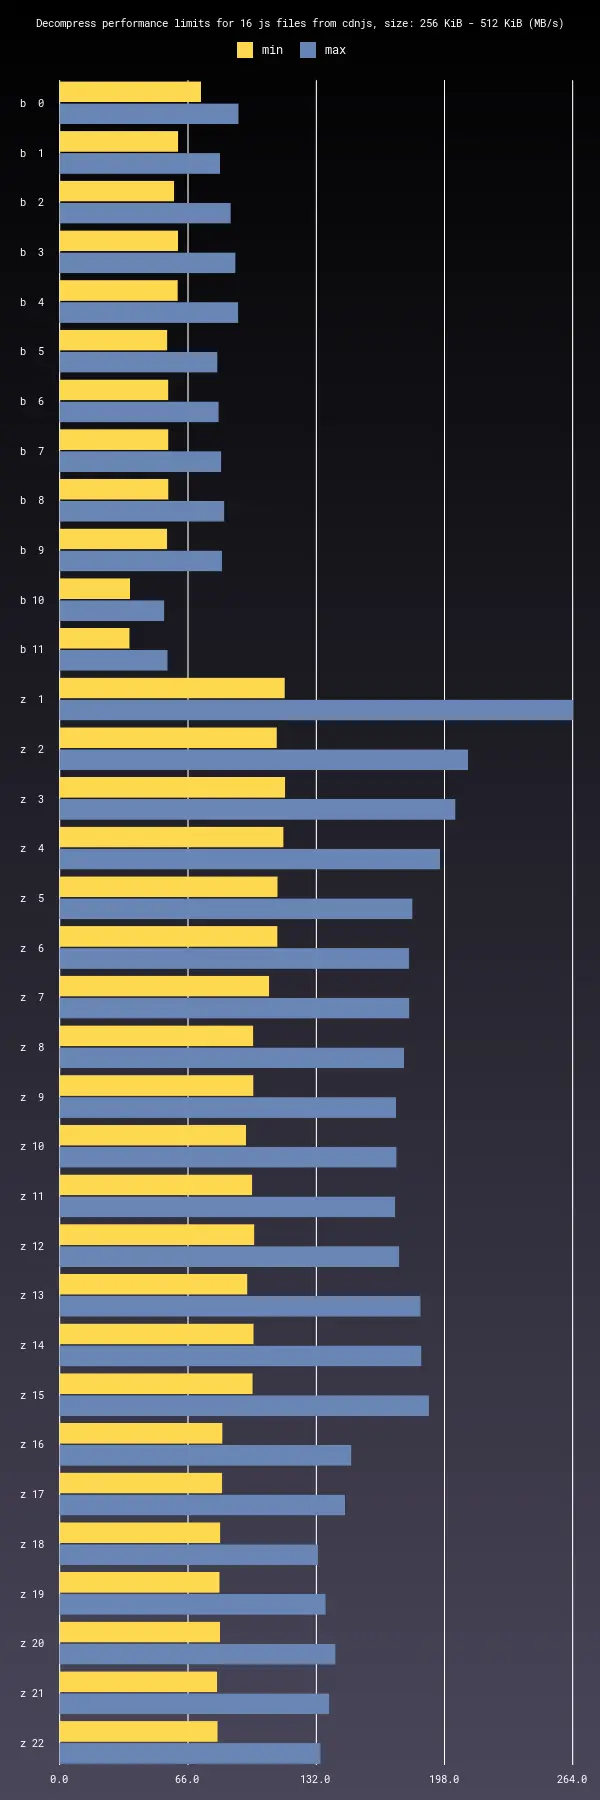 Decompress performance limits for 16 js files from cdnjs, size: 256 KiB - 512 KiB (MB/s)
min max
b 0
b 1
b 2
b 3
b 4
b 5
b 6
b 7
b 8
b 9
b 10
b 11
z 1
z 2
z 3
z 4
z 5
z 6
z 7
z 8
z 9
z 10
z 11
z 12
z 13
z 14
z 15
z 16
z 17
z 18
z 19
z 20
z 21
z 22
0.0 66.0 132.0 198.0 264.0